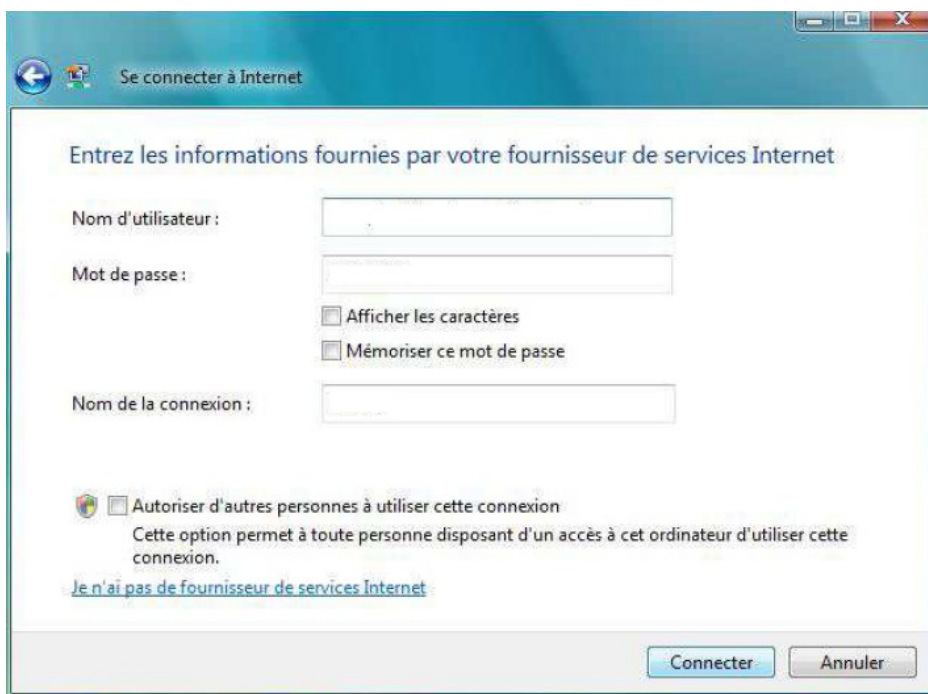 Se connecter à Internet
Entrez les informations fournies par votre fournisseur de services Internet
Nom d'utilisateur :
Mot de passe :
Afficher les caractères
Mémoriser ce mot de passe
Nom de la connexion :
Autoriser d'autres personnes à utiliser cette connexion
Cette option permet à toute personne disposant d'un accès à cet ordinateur d'utiliser cette
connexion.
Je n'ai pas de fournisseur de services Internet
Connecter
Annuler